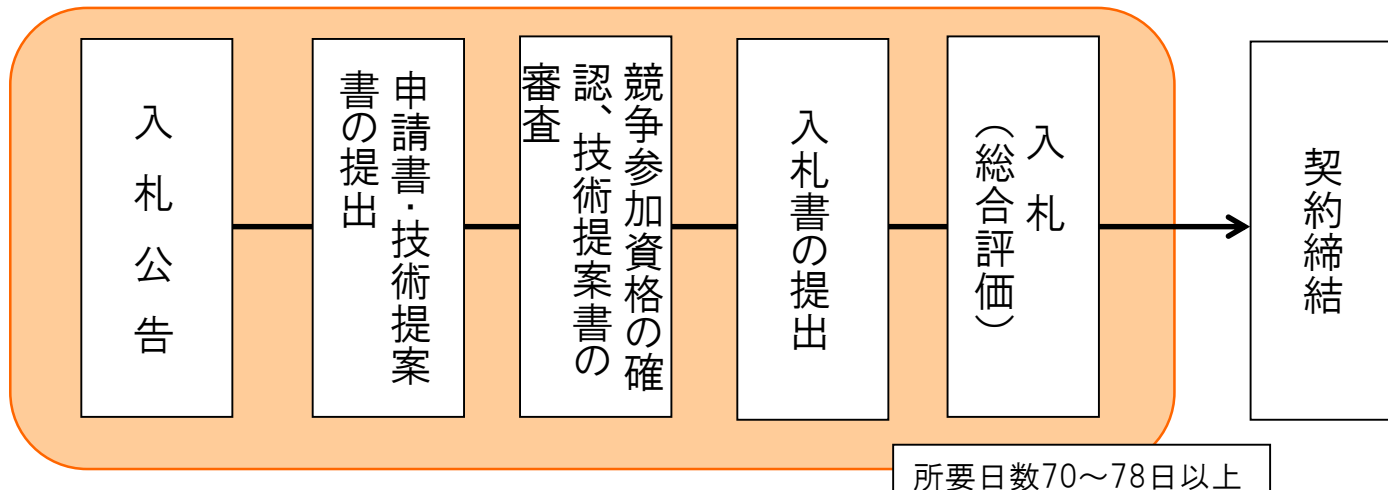 入札公告
申請書・技術提案
書の提出
競争参加資格の確
認、技術提案書の
審査
入札書の提出
入札
（総合評価）
契約締結
所要日数70～78日以上